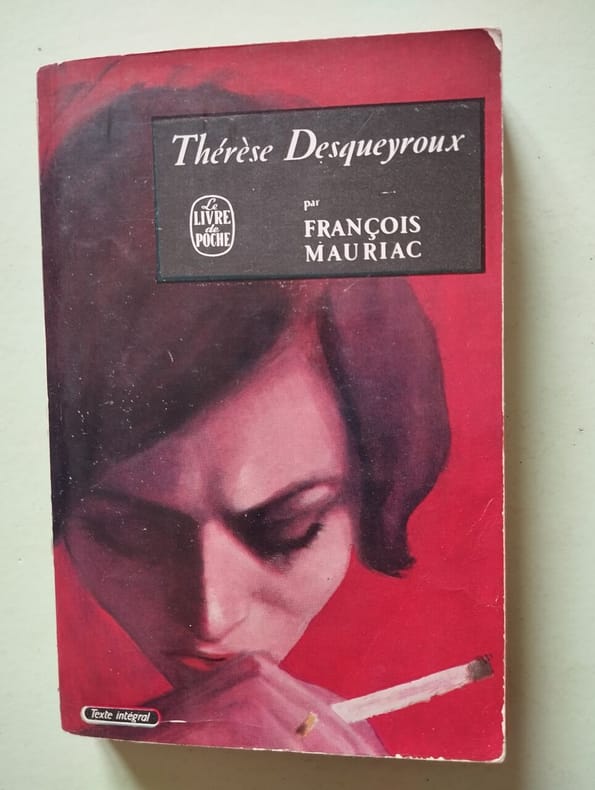 Thérèse Desqueyroux
Le
LIVRE
de
POCHE
par
FRANÇOIS
MAURIAC
Texte intégral